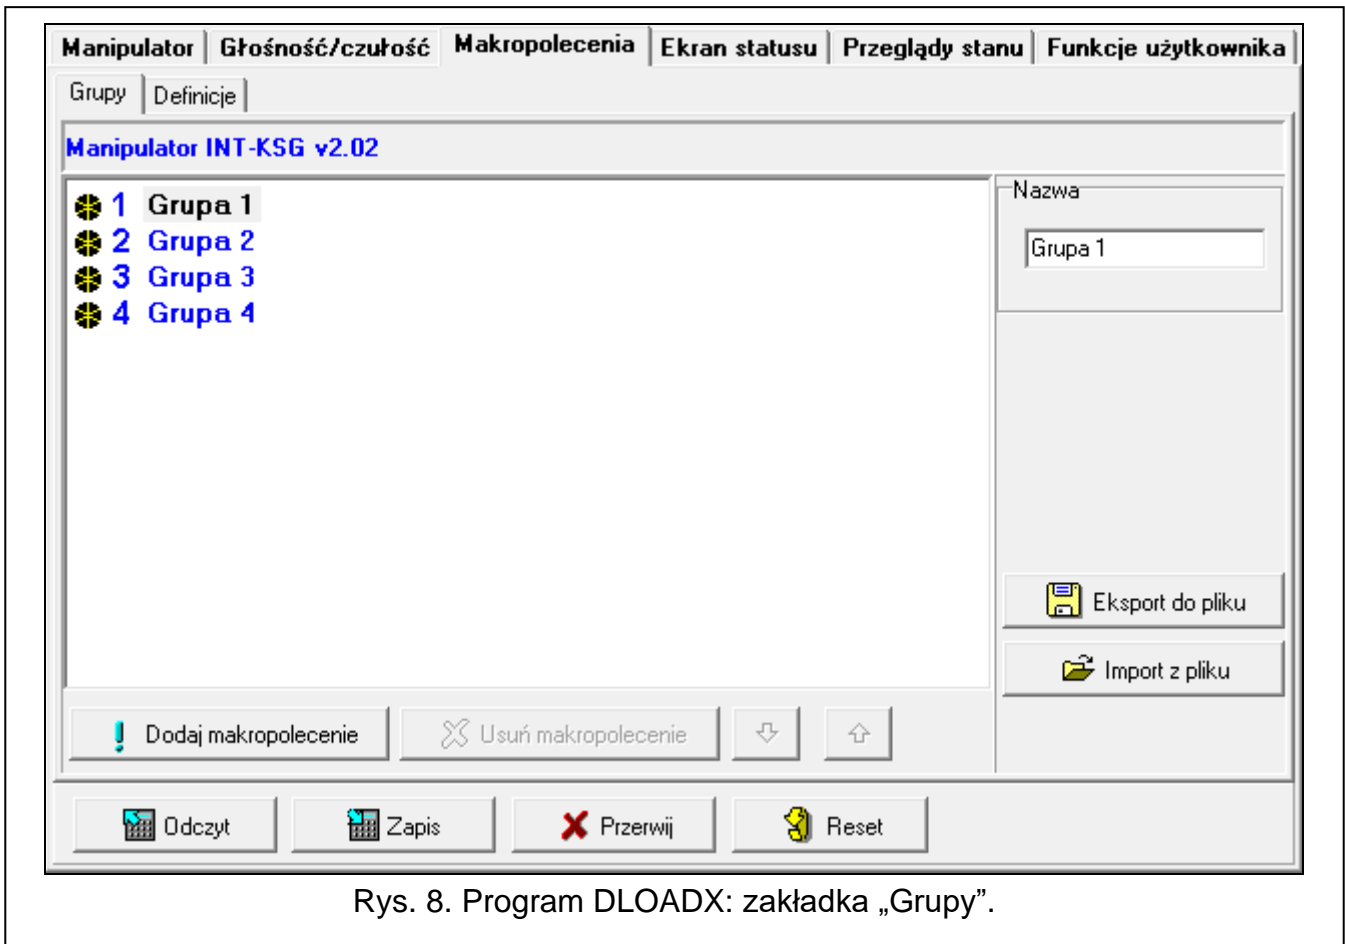 Manipulator Głośność/czułość Makropolecenia Ekran statusu Przeglądy stanu Funkcje użytkownika
Grupy Definicje
Manipulator INT-KSG v2.02
1 Grupa 1
2 Grupa 2
3 Grupa 3
4 Grupa 4
Nazwa
Grupa 1
Eksport do pliku
Import z pliku
Dodaj makropolecenie Usuń makropolecenie
Odczyt Zapis Przerwij Reset
Rys. 8. Program DLOADX: zakładka „Grupy”.